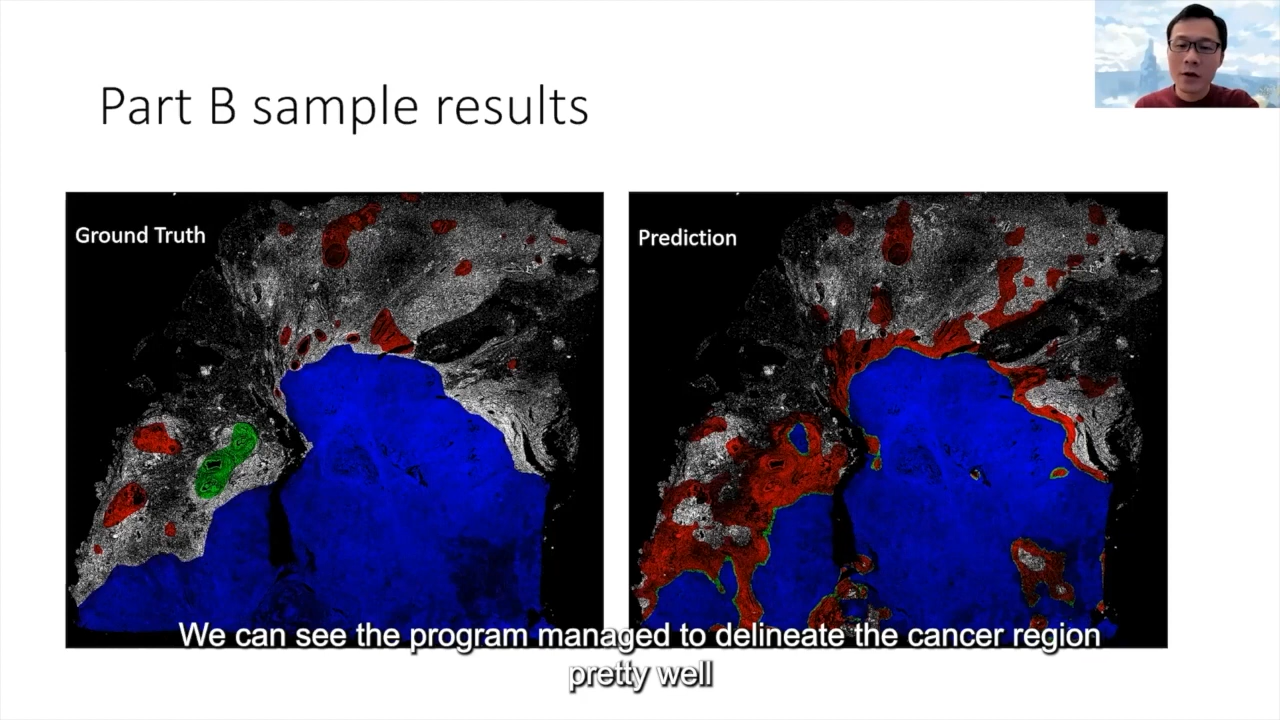 Part B sample results
Ground Truth
Prediction
We can see the program managed to delineate the cancer region
pretty well